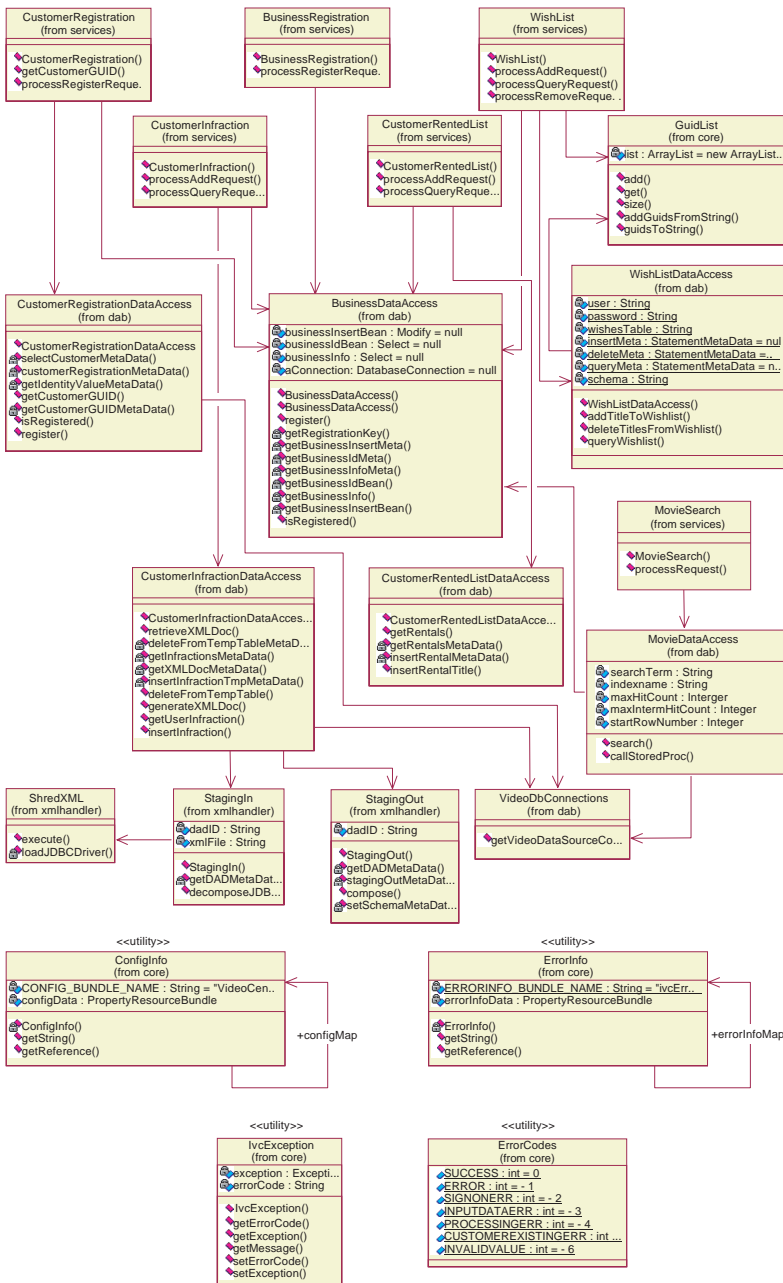 CustomerRegistration
(from services)
CustomerRegistration()
getCustomerGUID()
processRegisterReque.
BusinessRegistration
(from services)
BusinessRegistration()
processRegisterReque.
WishList
(from services)
WishList()
processAddRequest()
processQueryRequest()
processRemoveReque. .
CustomerInfraction
(from services)
CustomerInfraction()
processAddRequest()
processQueryReque...
CustomerRentedList
(from services)
CustomerRentedList()
processAddRequest()
processQueryReque...
GuidList
(from core)
list : ArrayList = new ArrayList...
add()
get()
size()
addGuidsFromString()
guidsToString()
CustomerRegistrationDataAccess
(from dab)
CustomerRegistrationDataAccess
selectCustomerMetaData()
customerRegistrationMetaData()
getIdentityValueMetaData()
getCustomerGUID()
getCustomerGUIDMetaData()
isRegistered()
register()
BusinessDataAccess
(from dab)
businessInsertBean : Modify = null
businessIdBean : Select = null
businessInfo : Select = null
aConnection: DatabaseConnection = null
BusinessDataAccess()
BusinessDataAccess()
register()
getRegistrationKey()
getBusinessInsertMeta()
getBusinessIdMeta()
getBusinessInfoMeta()
getBusinessIdBean()
getBusinessInfo()
getBusinessInsertBean()
isRegistered()
WishListDataAccess
(from dab)
user : String
password : String
wishesTable : String
insertMeta : StatementMetaData = nul
deleteMeta : StatementMetaData =..
queryMeta : StatementMetaData = n..
schema : String
WishListDataAccess()
addTitleToWishlist()
deleteTitlesFromWishlist()
queryWishlist()
MovieSearch
(from services)
MovieSearch()
processRequest()
CustomerInfractionDataAccess
(from dab)
CustomerInfractionDataAcces...
retrieveXMLDoc()
deleteFromTempTableMetaD...
getInfractionsMetaData()
getXMLDocMetaData()
insertInfractionTmpMetaData()
deleteFromTempTable()
generateXMLDoc()
getUserInfraction()
insertInfraction()
CustomerRentedListDataAccess
(from dab)
CustomerRentedListDataAcce...
getRentals()
getRentalsMetaData()
insertRentalMetaData()
insertRentalTitle()
MovieDataAccess
(from dab)
searchTerm : String
indexname : String
maxHitCount : Interger
maxIntermHitCount : Integer
startRowNumber : Integer
search()
callStoredProc()
ShredXML
(from xmlhandler)
execute()
loadJDBCDriver()
StagingIn
(from xmlhandler)
dadID : String
xmlFile : String
StagingIn()
getDADMetaDat...
decomposeJDB...
StagingOut
(from xmlhandler)
dadID : String
StagingOut()
getDADMetaData()
stagingOutMetaDat...
compose()
setSchemaMetaDat...
VideoDbConnections
(from dab)
getVideoDataSourceCo...
<<utility>>
ConfigInfo
(from core)
CONFIG_BUNDLE_NAME : String = "VideoCen..
configData : PropertyResourceBundle
ConfigInfo()
getString()
getReference()
+configMap
<<utility>>
ErrorInfo
(from core)
ERRORINFO_BUNDLE_NAME : String = "ivcErr..
errorInfoData : PropertyResourceBundle
ErrorInfo()
getString()
getReference()
+errorInfoMap
<<utility>>
IvcException
(from core)
exception : Excepti...
errorCode : String
IvcException()
getErrorCode()
getException()
getMessage()
setErrorCode()
setException()
<<utility>>
ErrorCodes
(from core)
SUCCESS : int = 0
ERROR : int = - 1
SIGNONERR : int = - 2
INPUTDATAERR : int = - 3
PROCESSINGERR : int = - 4
CUSTOMEREXISTINGERR : int ...
INVALIDVALUE : int = - 6